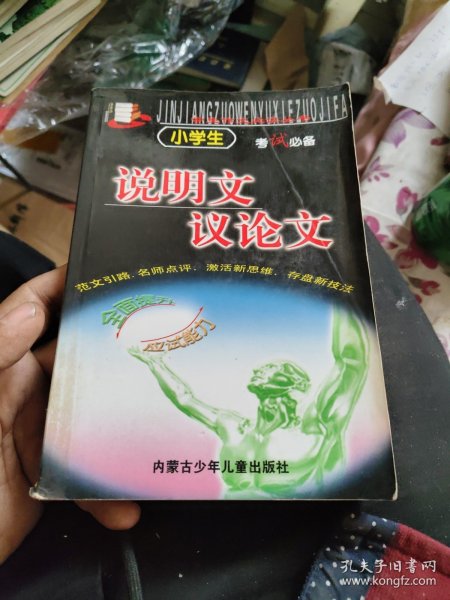 JINJIANGZUOWENYUXIEZUOJIFA
小学生
考试必备
说明文
议论文
范文引路, 名师点评, 激活新思维, 存盘新技法
全面提升
应试能力
内蒙古少年儿童出版社
孔夫子旧书网
www.kongfz.com